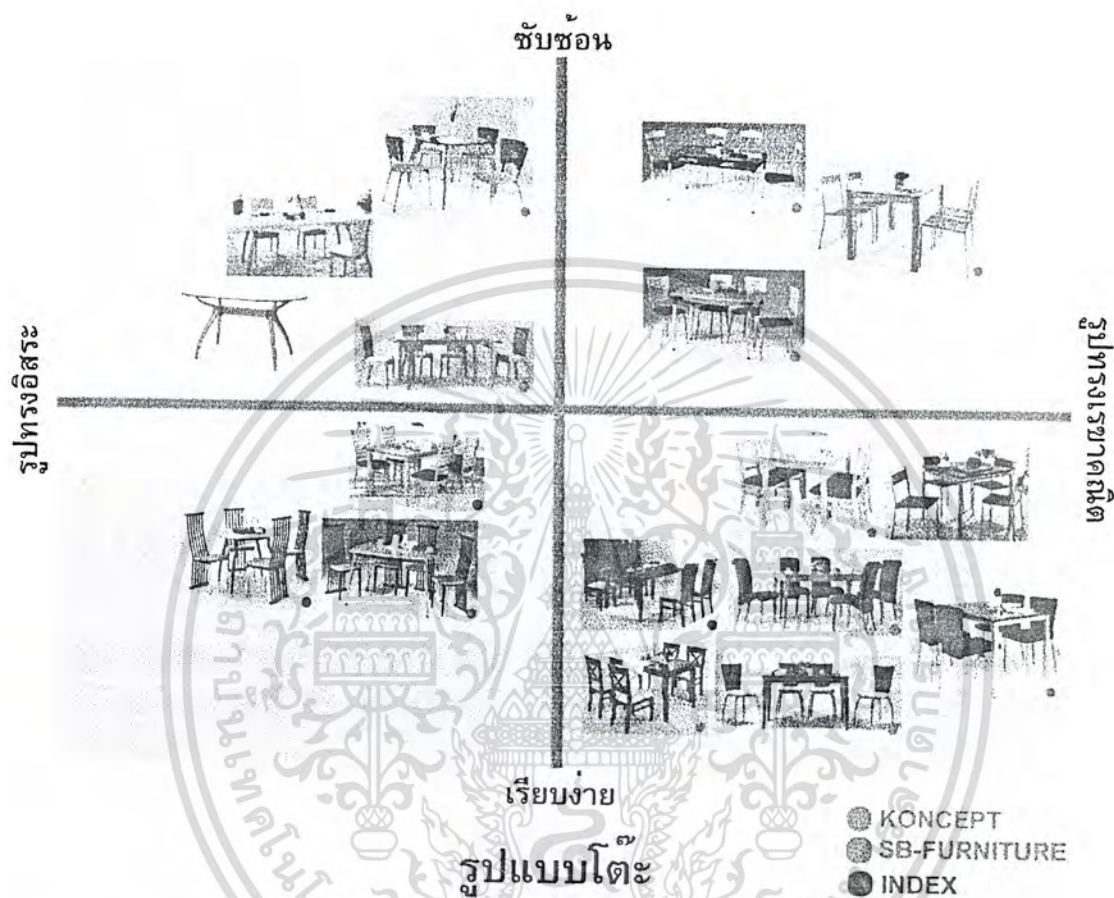 ซับซ้อน
รูปทรงอิสระ
รูปทรงเรขาคณิต
เรียบง่าย
รูปแบบโต๊ะ
KONCEPT
SB-FURNITURE
INDEX